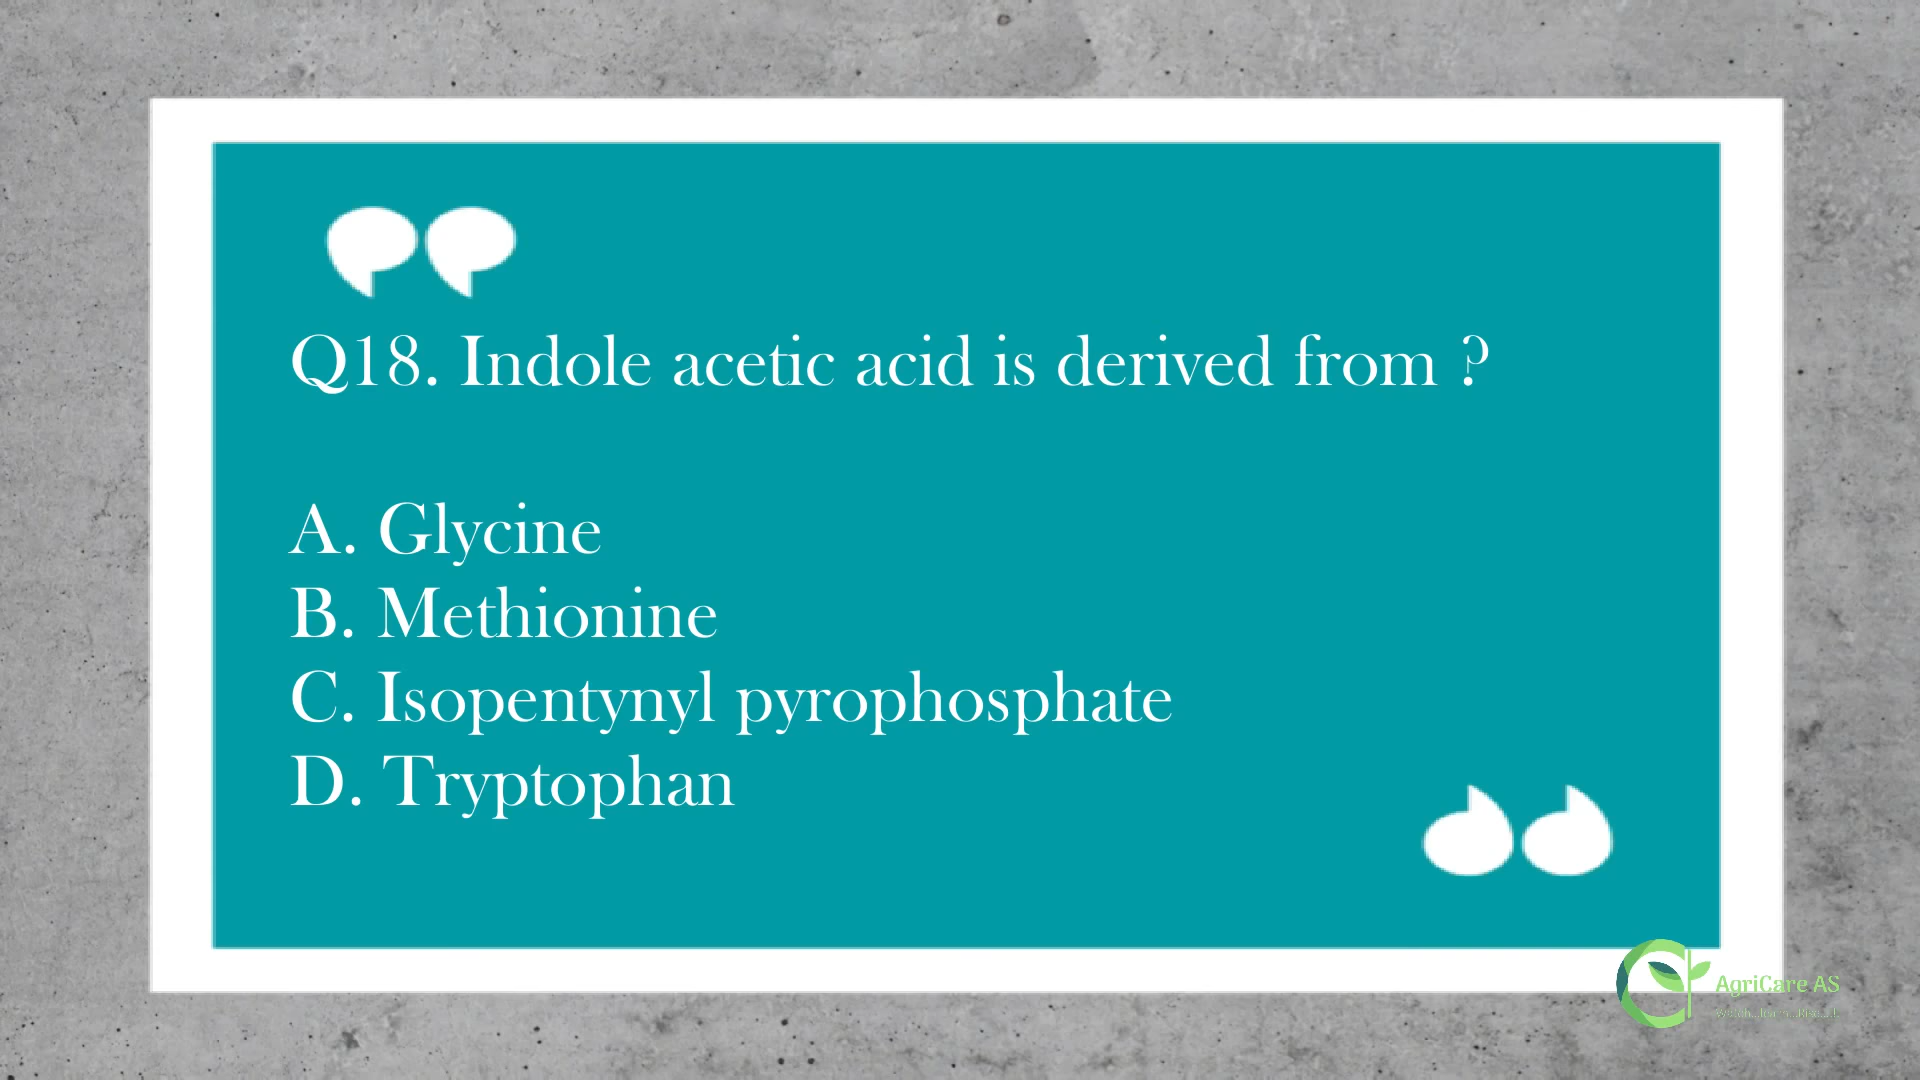 Q18. Indole acetic acid is derived from ?
A. Glycine
B. Methionine
C. Isopentynyl pyrophosphate
D. Tryptophan
AgriCare AS